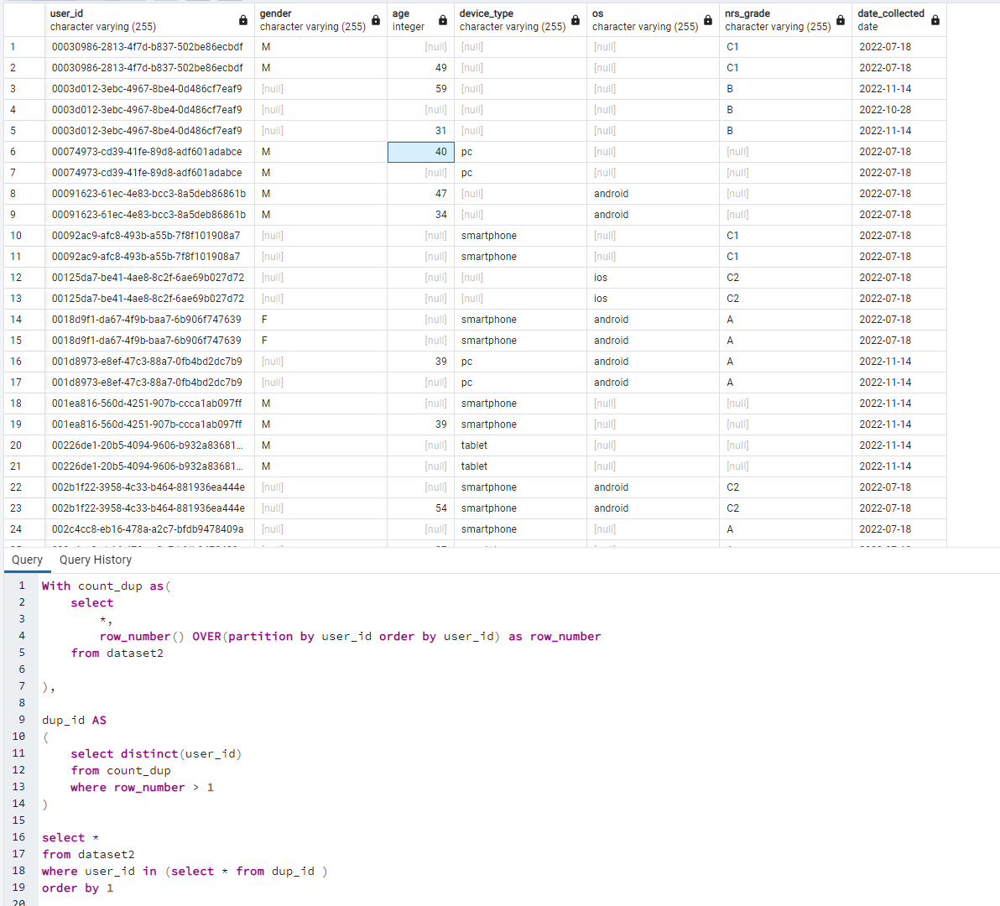 user_id gender age device_type os nrs_grade date_collected
character varying (255) character varying (255) integer character varying (255) character varying (255) character varying (255) date
1 00030986-2813-4f7d-b837-502be86ecbdf M [null] [null] [null] C1 2022-07-18
2 00030986-2813-4f7d-b837-502be86ecbdf M 49 [null] [null] C1 2022-07-18
3 0003d012-3ebc-4967-8be4-0d486cf7eaf9 [null] 59 [null] [null] B 2022-11-14
4 0003d012-3ebc-4967-8be4-0d486cf7eaf9 [null] [null] [null] [null] B 2022-10-28
5 0003d012-3ebc-4967-8be4-0d486cf7eaf9 [null] 31 [null] [null] B 2022-11-14
6 00074973-cd39-41fe-89d8-adf601adabce M 40 pc [null] [null] 2022-07-18
7 00074973-cd39-41fe-89d8-adf601adabce M [null] pc [null] [null] 2022-07-18
8 00091623-61ec-4e83-bcc3-8a5deb86861b M 47 [null] android [null] 2022-07-18
9 00091623-61ec-4e83-bcc3-8a5deb86861b M 34 [null] android [null] 2022-07-18
10 00092ac9-afc8-493b-a55b-7f8f101908a7 [null] [null] smartphone [null] C1 2022-07-18
11 00092ac9-afc8-493b-a55b-7f8f101908a7 [null] [null] smartphone [null] C1 2022-07-18
12 00125da7-be41-4ae8-8c2f-6ae69b027d72 [null] [null] [null] ios C2 2022-07-18
13 00125da7-be41-4ae8-8c2f-6ae69b027d72 [null] [null] [null] ios C2 2022-07-18
14 0018d9f1-da67-4f9b-baa7-6b906f747639 F [null] smartphone android A 2022-07-18
15 0018d9f1-da67-4f9b-baa7-6b906f747639 F [null] smartphone android A 2022-07-18
16 001d8973-e8ef-47c3-88a7-0fb4bd2dc7b9 [null] 39 pc android A 2022-11-14
17 001d8973-e8ef-47c3-88a7-0fb4bd2dc7b9 [null] [null] pc android A 2022-11-14
18 001ea816-560d-4251-907b-ccca1ab097ff M [null] smartphone [null] [null] 2022-11-14
19 001ea816-560d-4251-907b-ccca1ab097ff M 39 smartphone [null] [null] 2022-11-14
20 00226de1-20b5-4094-9606-b932a83681... M [null] tablet [null] [null] 2022-11-14
21 00226de1-20b5-4094-9606-b932a83681... M [null] tablet [null] [null] 2022-11-14
22 002b1f22-3958-4c33-b464-881936ea444e [null] [null] smartphone android C2 2022-07-18
23 002b1f22-3958-4c33-b464-881936ea444e [null] 54 smartphone android C2 2022-07-18
24 002c4cc8-eb16-478a-a2c7-bfdb9478409a [null] [null] smartphone [null] A 2022-07-18
Query Query History
1 With count_dup as(
2 select
3 *,
4 row_number() OVER(partition by user_id order by user_id) as row_number
5 from dataset2
6
7 ),
8
9 dup_id AS
10 (
11 select distinct(user_id)
12 from count_dup
13 where row_number > 1
14 )
15
16 select *
17 from dataset2
18 where user_id in (select * from dup_id )
19 order by 1
20